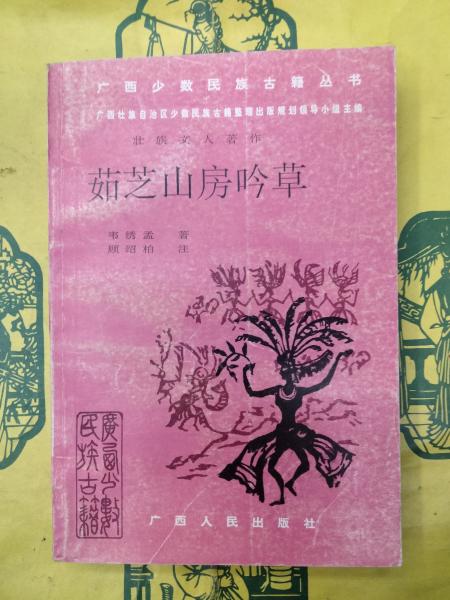 广西少数民族古籍丛书
广西壮族自治区少数民族古籍整理出版规划领导小组主编
壮族文人著作
茹芝山房吟草
韦绣孟 著
顾绍柏 注
廣西少數
民族古籍
广西人民出版社